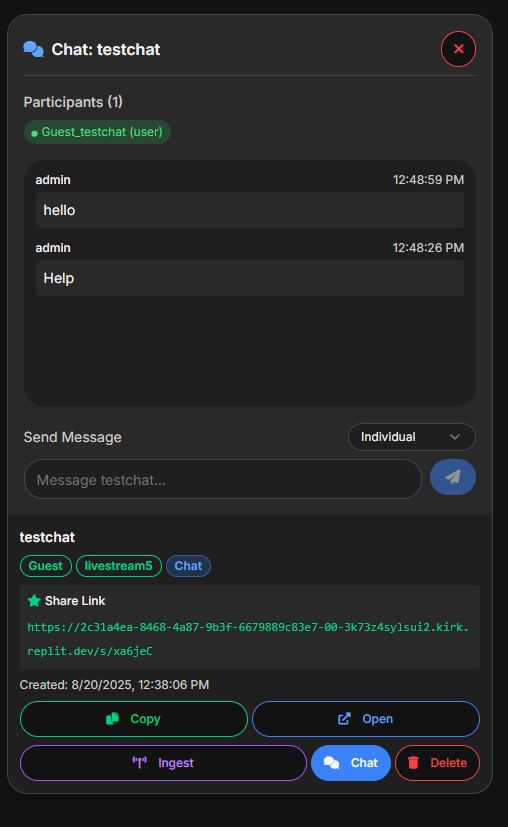 Chat: testchat
Participants (1)
Guest_testchat (user)
admin 12:48:59 PM
hello
admin 12:48:26 PM
Help
Send Message Individual
Message testchat...
testchat
Guest livestream5 Chat
Share Link
https://2c31a4ea-8468-4a87-9b3f-6679889c83e7-00-3k73z4sylsui2.kirk.
replit.dev/s/xa6jeC
Created: 8/20/2025, 12:38:06 PM
Copy Open
Ingest Chat Delete